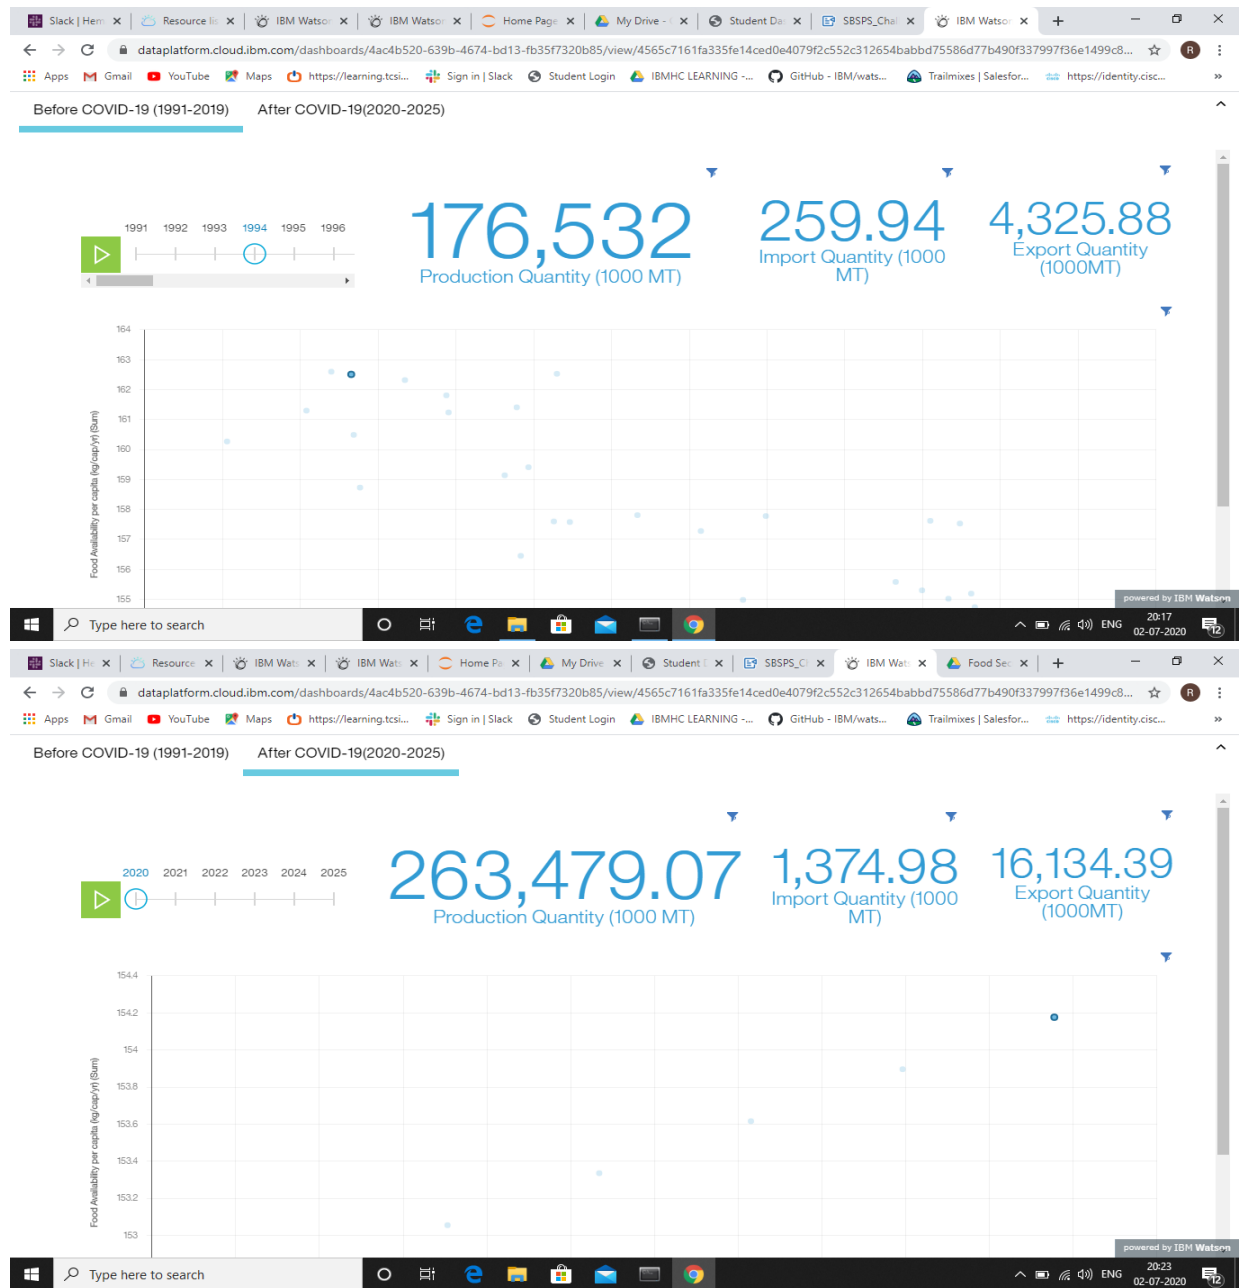 Slack | Hem
Resource lis
IBM Watson
IBM Watson
Home Page
My Drive -
Student Das
SBSPS_Chal
IBM Watson
dataplatform.cloud.ibm.com/dashboards/4ac4b520-639b-4674-bd13-fb35f7320b85/view/4565c7161fa335fe14ced0e4079f2c552c312654babbd75586d77b490f337997f36e1499c8...
R
Apps
Gmail
YouTube
Maps
https://learning.tcsi...
Sign in | Slack
Student Login
IBMHC LEARNING -...
GitHub - IBM/wats...
Trailmixes | Salesfor...
https://identity.cisc...
»
Before COVID-19 (1991-2019)
After COVID-19(2020-2025)
1991 1992 1993 1994 1995 1996
176,532
Production Quantity (1000 MT)
259.94
Import Quantity (1000
MT)
4,325.88
Export Quantity
(1000MT)
Food Availability per capita (kg/cap/yr) (Sum)
164
163
162
161
160
159
158
157
156
155
powered by IBM Watson
Type here to search
ENG
20:17
02-07-2020
12
Slack | He
Resource
IBM Wats
IBM Wats
Home Pa
My Drive
Student D
SBSPS_C
IBM Wats
Food Sec
dataplatform.cloud.ibm.com/dashboards/4ac4b520-639b-4674-bd13-fb35f7320b85/view/4565c7161fa335fe14ced0e4079f2c552c312654babbd75586d77b490f337997f36e1499c8...
R
Apps
Gmail
YouTube
Maps
https://learning.tcsi...
Sign in | Slack
Student Login
IBMHC LEARNING -...
GitHub - IBM/wats...
Trailmixes | Salesfor...
https://identity.cisc...
»
Before COVID-19 (1991-2019)
After COVID-19(2020-2025)
2020 2021 2022 2023 2024 2025
263,479.07
Production Quantity (1000 MT)
1,374.98
Import Quantity (1000
MT)
16,134.39
Export Quantity
(1000MT)
Food Availability per capita (kg/cap/yr) (Sum)
154.4
154.2
154
153.8
153.6
153.4
153.2
153
powered by IBM Watson
Type here to search
ENG
20:23
02-07-2020
12